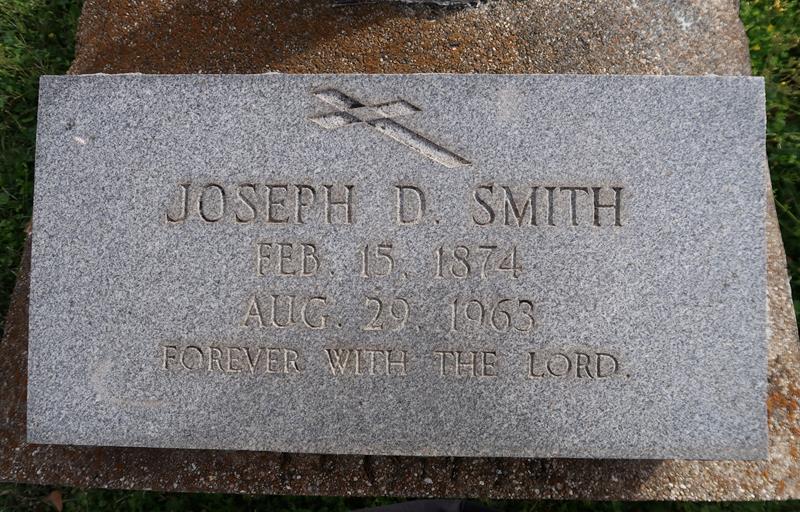 JOSEPH D. SMITH
FEB. 15, 1874
AUG. 29, 1963
FOREVER WITH THE LORD.